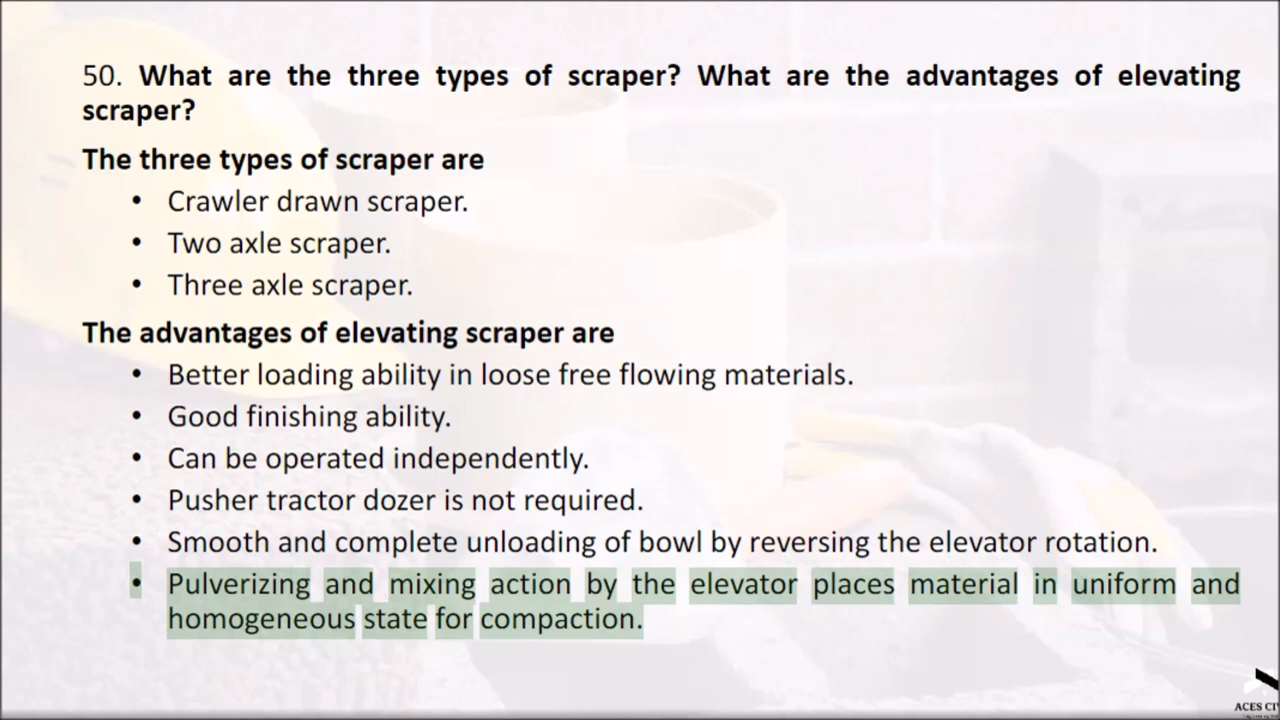 50. What are the three types of scraper? What are the advantages of elevating
scraper?
The three types of scraper are
• Crawler drawn scraper.
• Two axle scraper.
• Three axle scraper.
The advantages of elevating scraper are
• Better loading ability in loose free flowing materials.
• Good finishing ability.
• Can be operated independently.
• Pusher tractor dozer is not required.
• Smooth and complete unloading of bowl by reversing the elevator rotation.
• Pulverizing and mixing action by the elevator places material in uniform and
homogeneous state for compaction.
ACES CI